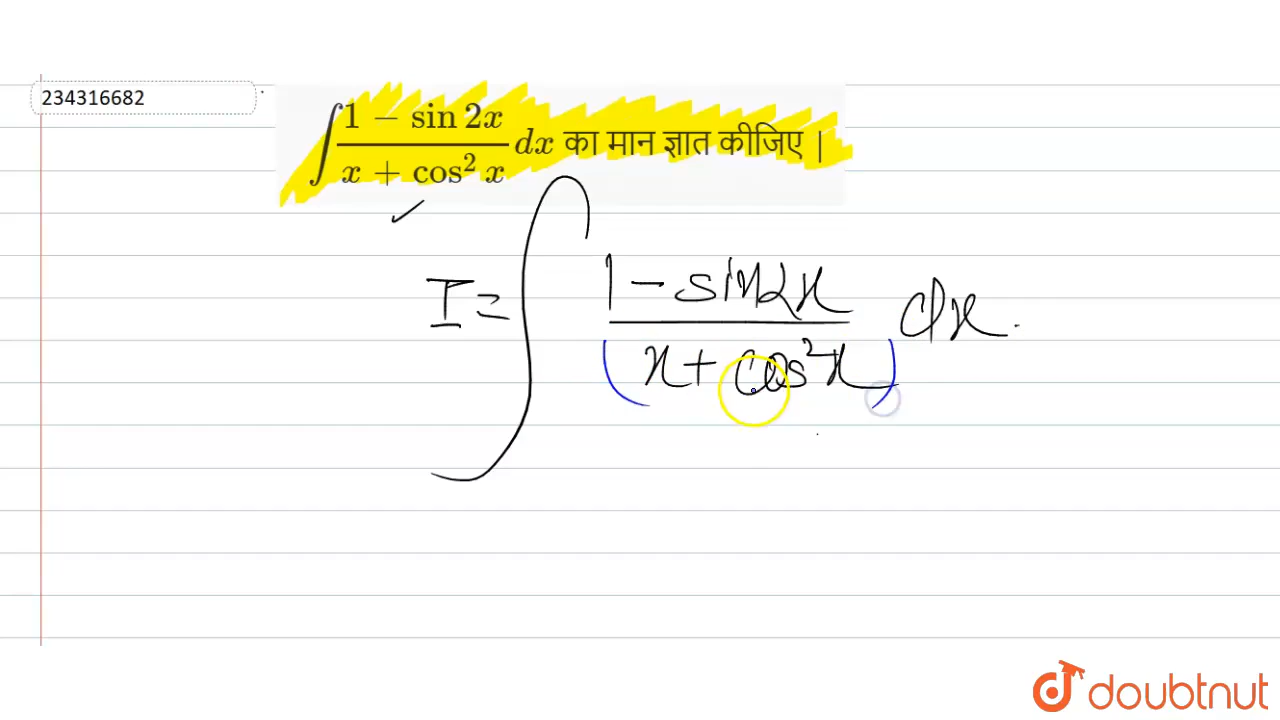 234316682
∫ 1 − sin 2x / x + cos² x dx का मान ज्ञात कीजिए |
I = ∫ 1 − sin2x / (x + cos²x) dx.
doubtnut